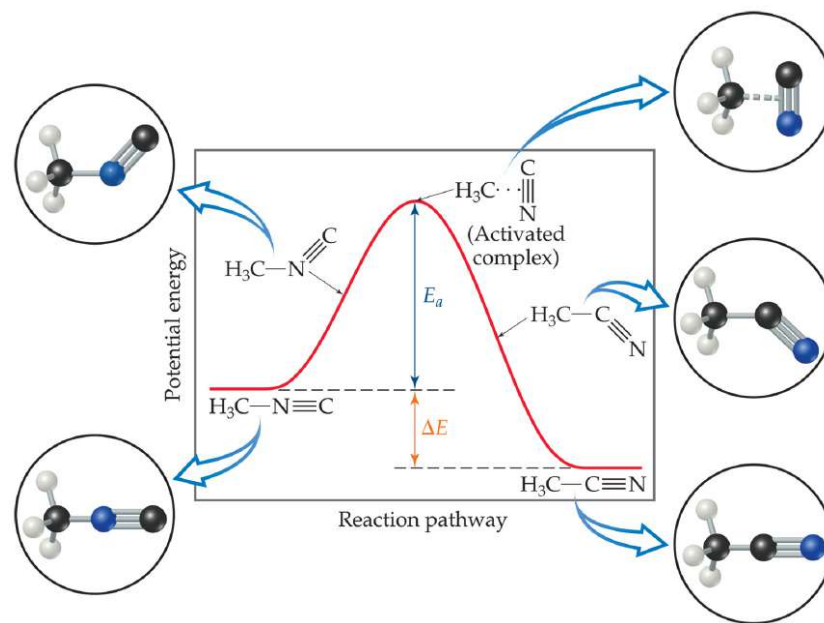 C
H₃C···|||
N
(Activated
complex)
H₃C—N≡C
Eₐ
H₃C—C≡N
Potential energy
H₃C—N≡C
ΔE
H₃C—C≡N
Reaction pathway